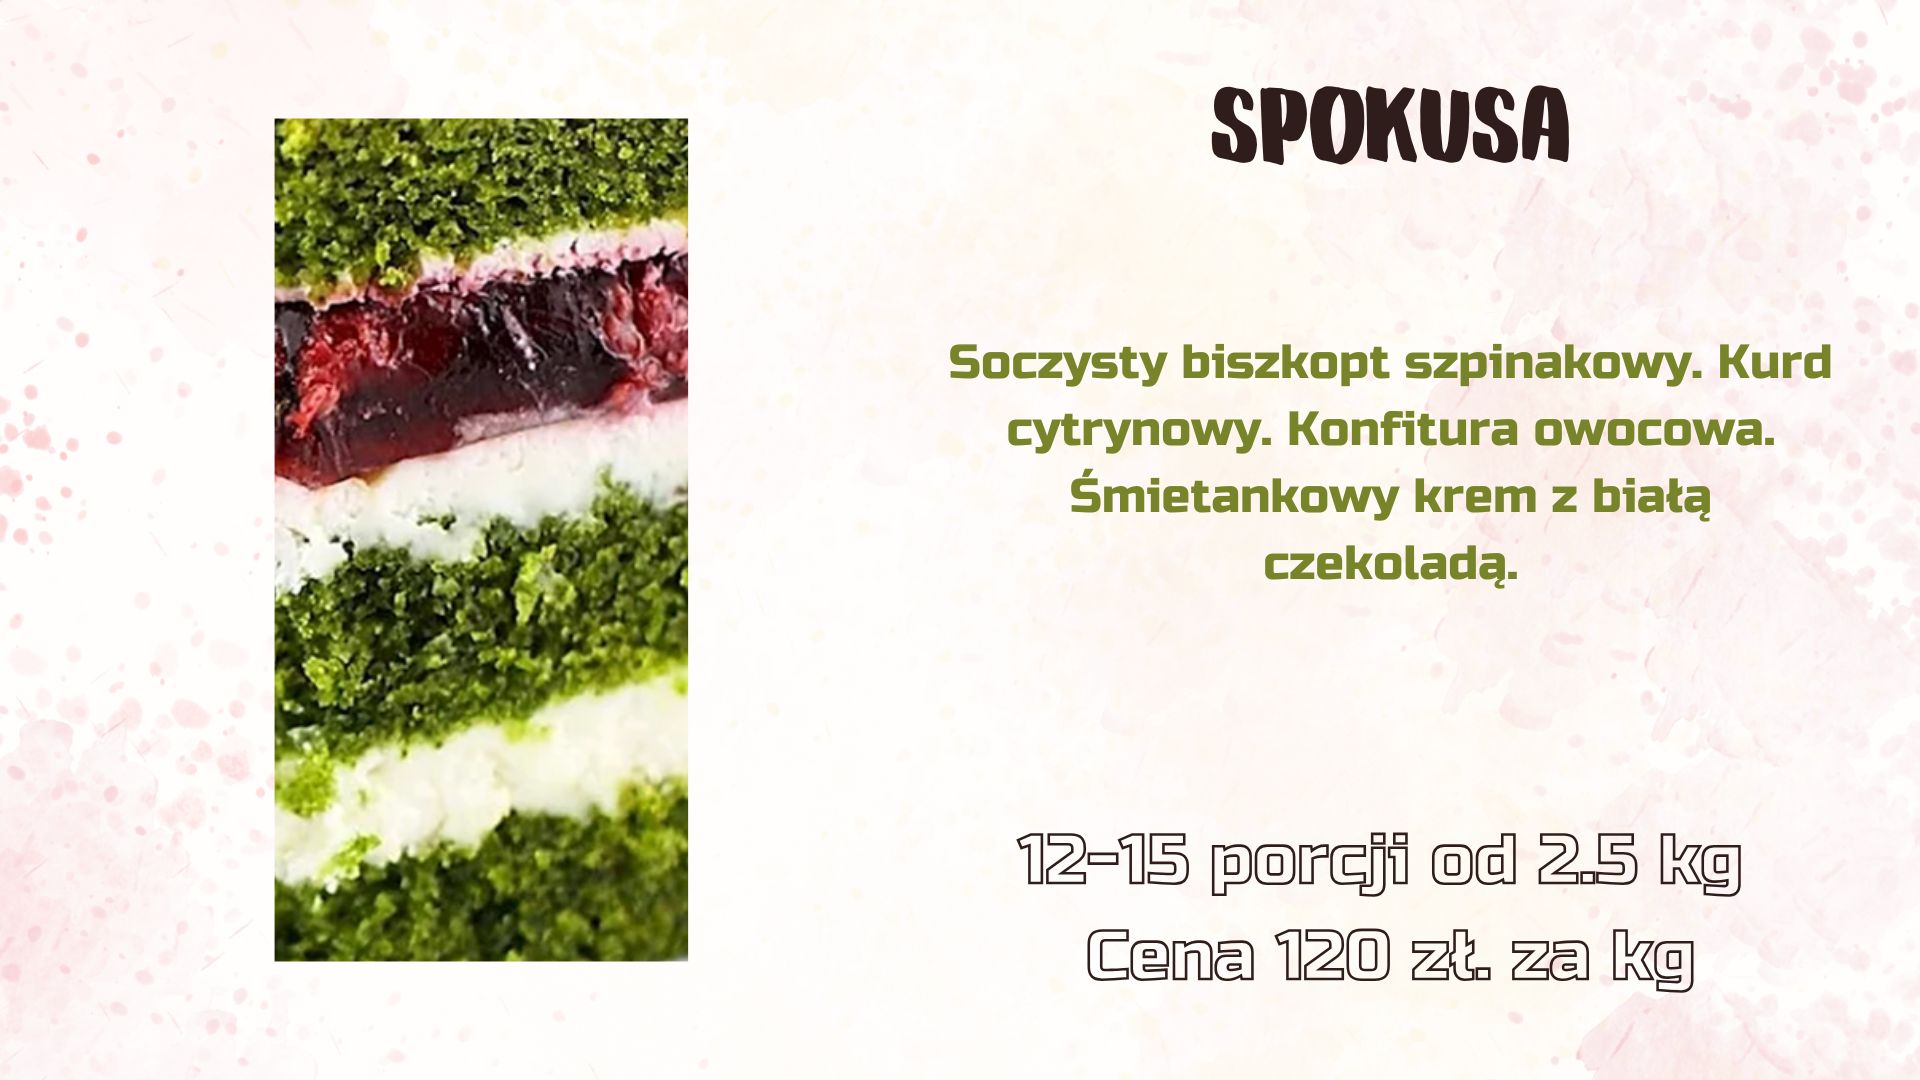 SPOKUSA
Soczysty biszkopt szpinakowy. Kurd
cytrynowy. Konfitura owocowa.
Śmietankowy krem z białą
czekoladą.
12-15 porcji od 2.5 kg
Cena 120 zł. za kg